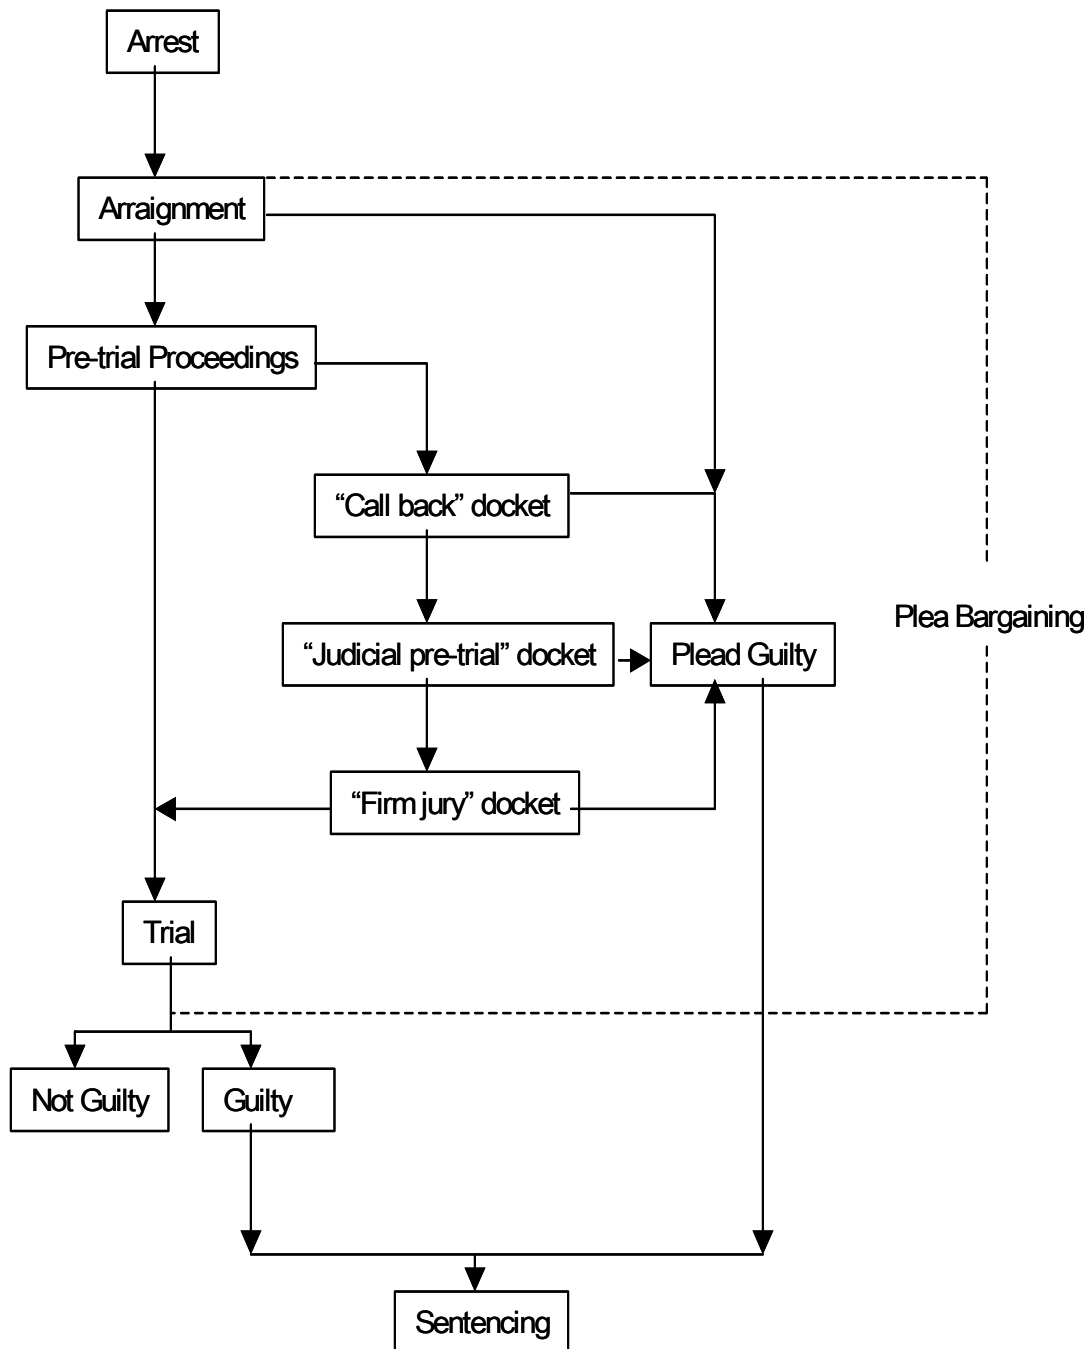 Arrest
Arraignment
Pre-trial Proceedings
“Call back” docket
“Judicial pre-trial” docket
Plead Guilty
Plea Bargaining
“Firm jury” docket
Trial
Not Guilty
Guilty
Sentencing